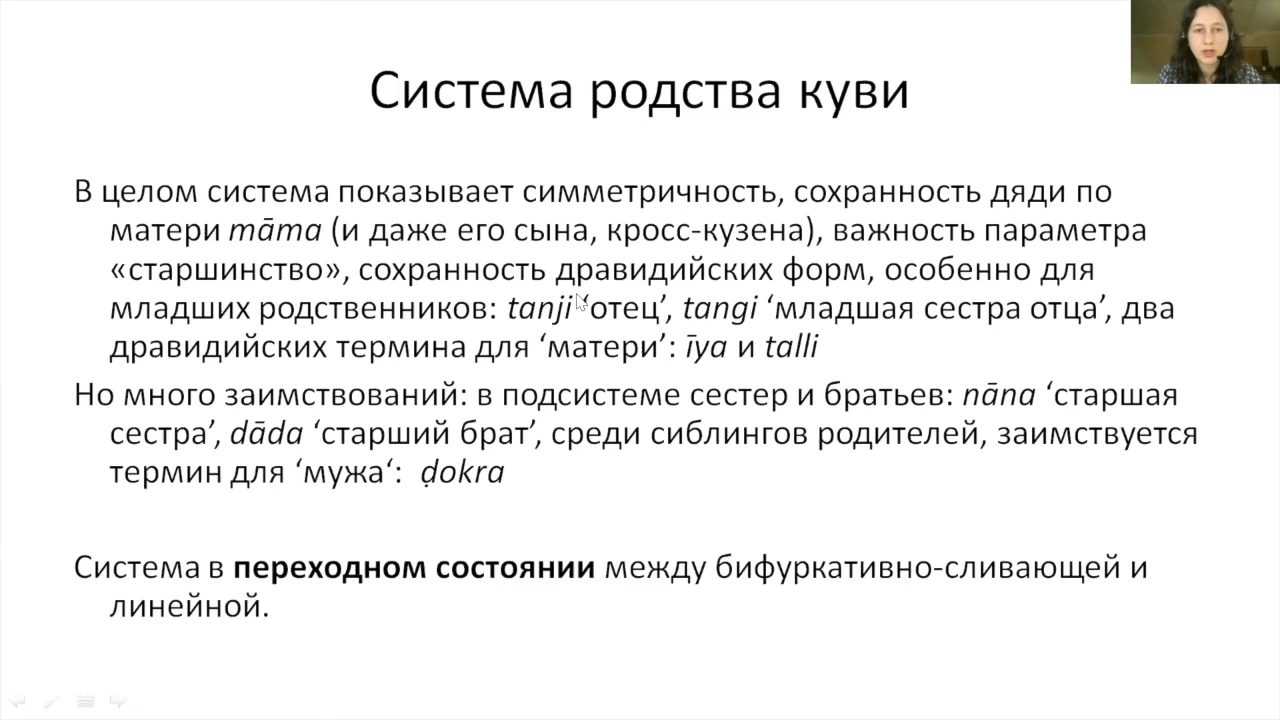 Система родства куви
В целом система показывает симметричность, сохранность дяди по
матери māma (и даже его сына, кросс-кузена), важность параметра
«старшинство», сохранность дравидийских форм, особенно для
младших родственников: tanji ‘отец’, tangi ‘младшая сестра отца’, два
дравидийских термина для ‘матери’: īya и talli
Но много заимствований: в подсистеме сестер и братьев: nāna ‘старшая
сестра’, dāda ‘старший брат’, среди сиблингов родителей, заимствуется
термин для ‘мужа‘: ḍokra
Система в переходном состоянии между бифуркативно-сливающей и
линейной.